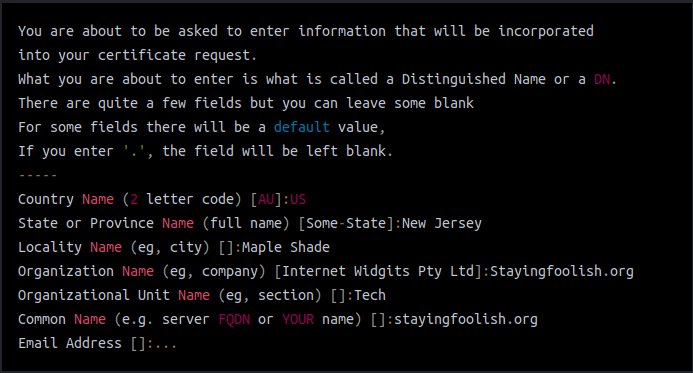 You are about to be asked to enter information that will be incorporated
into your certificate request.
What you are about to enter is what is called a Distinguished Name or a DN.
There are quite a few fields but you can leave some blank
For some fields there will be a default value,
If you enter '.', the field will be left blank.
-----
Country Name (2 letter code) [AU]:US
State or Province Name (full name) [Some-State]:New Jersey
Locality Name (eg, city) []:Maple Shade
Organization Name (eg, company) [Internet Widgits Pty Ltd]:Stayingfoolish.org
Organizational Unit Name (eg, section) []:Tech
Common Name (e.g. server FQDN or YOUR name) []:stayingfoolish.org
Email Address []:...